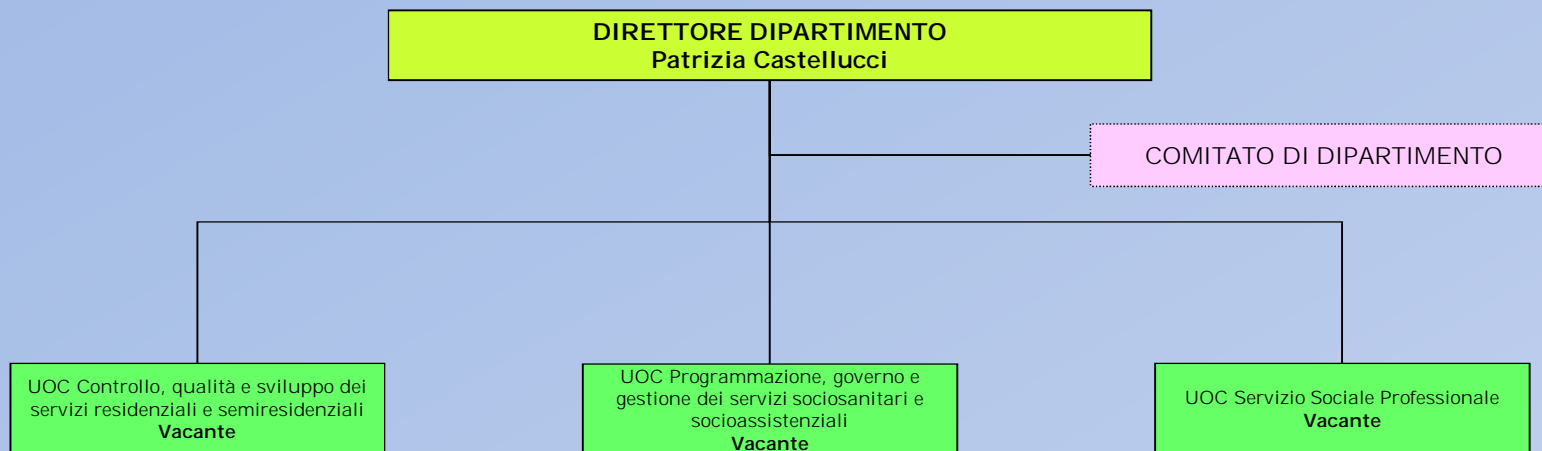 DIRETTORE DIPARTIMENTO
Patrizia Castellucci
COMITATO DI DIPARTIMENTO
UOC Controllo, qualità e sviluppo dei
servizi residenziali e semiresidenziali
Vacante
UOC Programmazione, governo e
gestione dei servizi sociosanitari e
socioassistenziali
Vacante
UOC Servizio Sociale Professionale
Vacante